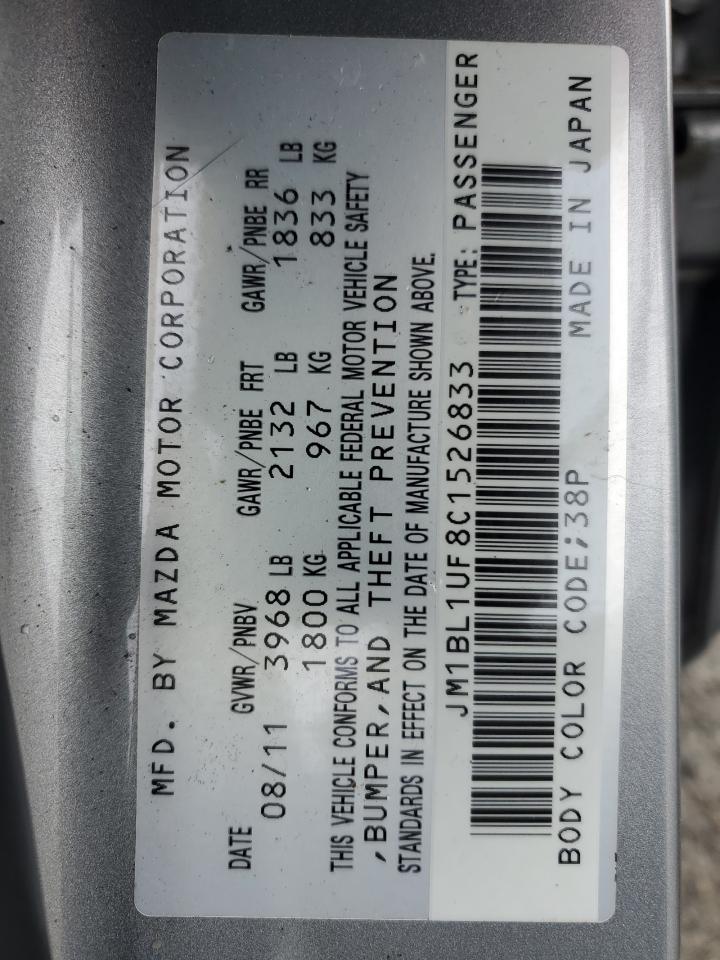 MFD. BY MAZDA MOTOR CORPORATION
DATE GVWR/PNBV GAWR/PNBE FRT GAWR/PNBE RR
08/11 3968 LB 2132 LB 1836 LB
1800 KG 967 KG 833 KG
THIS VEHICLE CONFORMS TO ALL APPLICABLE FEDERAL MOTOR VEHICLE SAFETY
,BUMPER,AND THEFT PREVENTION
STANDARDS IN EFFECT ON THE DATE OF MANUFACTURE SHOWN ABOVE.
JM1BL1UF8C1526833 TYPE: PASSENGER
BODY COLOR CODE;38P MADE IN JAPAN